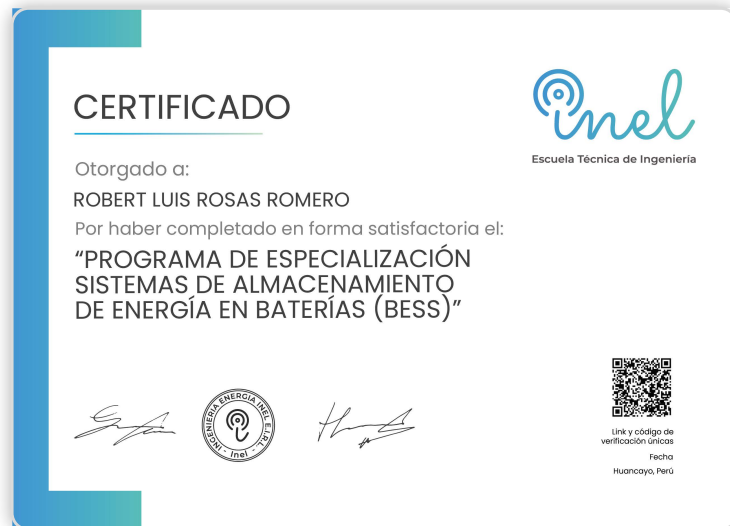 CERTIFICADO
inel
Escuela Técnica de Ingeniería
Otorgado a:
ROBERT LUIS ROSAS ROMERO
Por haber completado en forma satisfactoria el:
“PROGRAMA DE ESPECIALIZACIÓN
SISTEMAS DE ALMACENAMIENTO
DE ENERGÍA EN BATERÍAS (BESS)”
INGENIERIA ENERGIA INEL E.I.R.L.
Inel
Link y código de
verificación únicas
Fecha
Huancayo, Perú